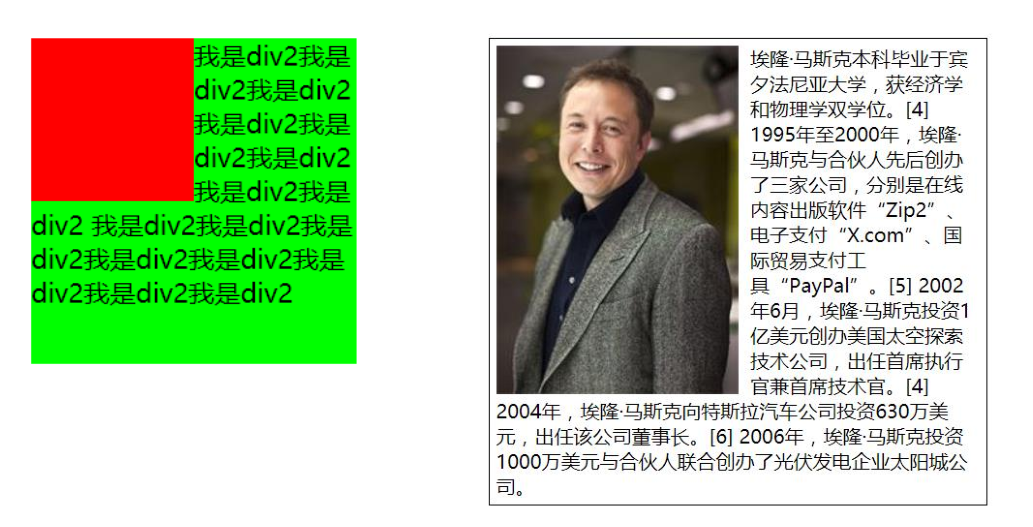 我是div2我是
div2我是div2
我是div2我是
div2我是div2
我是div2我是
div2 我是div2我是div2我是
div2我是div2我是div2我是
div2我是div2我是div2
埃隆·马斯克本科毕业于宾
夕法尼亚大学，获经济学
和物理学双学位。[4]
1995年至2000年，埃隆·
马斯克与合伙人先后创办
了三家公司，分别是在线
内容出版软件“Zip2”、
电子支付“X.com”、国
际贸易支付工
具“PayPal”。[5] 2002
年6月，埃隆·马斯克投资1
亿美元创办美国太空探索
技术公司，出任首席执行
官兼首席技术官。[4]
2004年，埃隆·马斯克向特斯拉汽车公司投资630万美
元，出任该公司董事长。[6] 2006年，埃隆·马斯克投资
1000万美元与合伙人联合创办了光伏发电企业太阳城公
司。